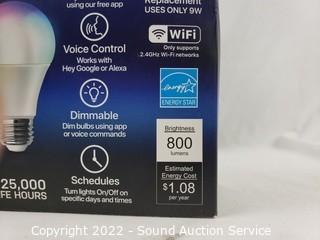 using our free app
Replacement
USES ONLY 9W
Voice Control
Works with
Hey Google or Alexa
WiFi
Only supports
2.4GHz Wi-Fi networks
energy
ENERGY STAR
Dimmable
Dim bulbs using app
or voice commands
Brightness
800
lumens
Estimated
Energy Cost
$1.08
per year
25,000
FE HOURS
Schedules
Turn lights On/Off on
specific days and times
Copyright 2022 - Sound Auction Service